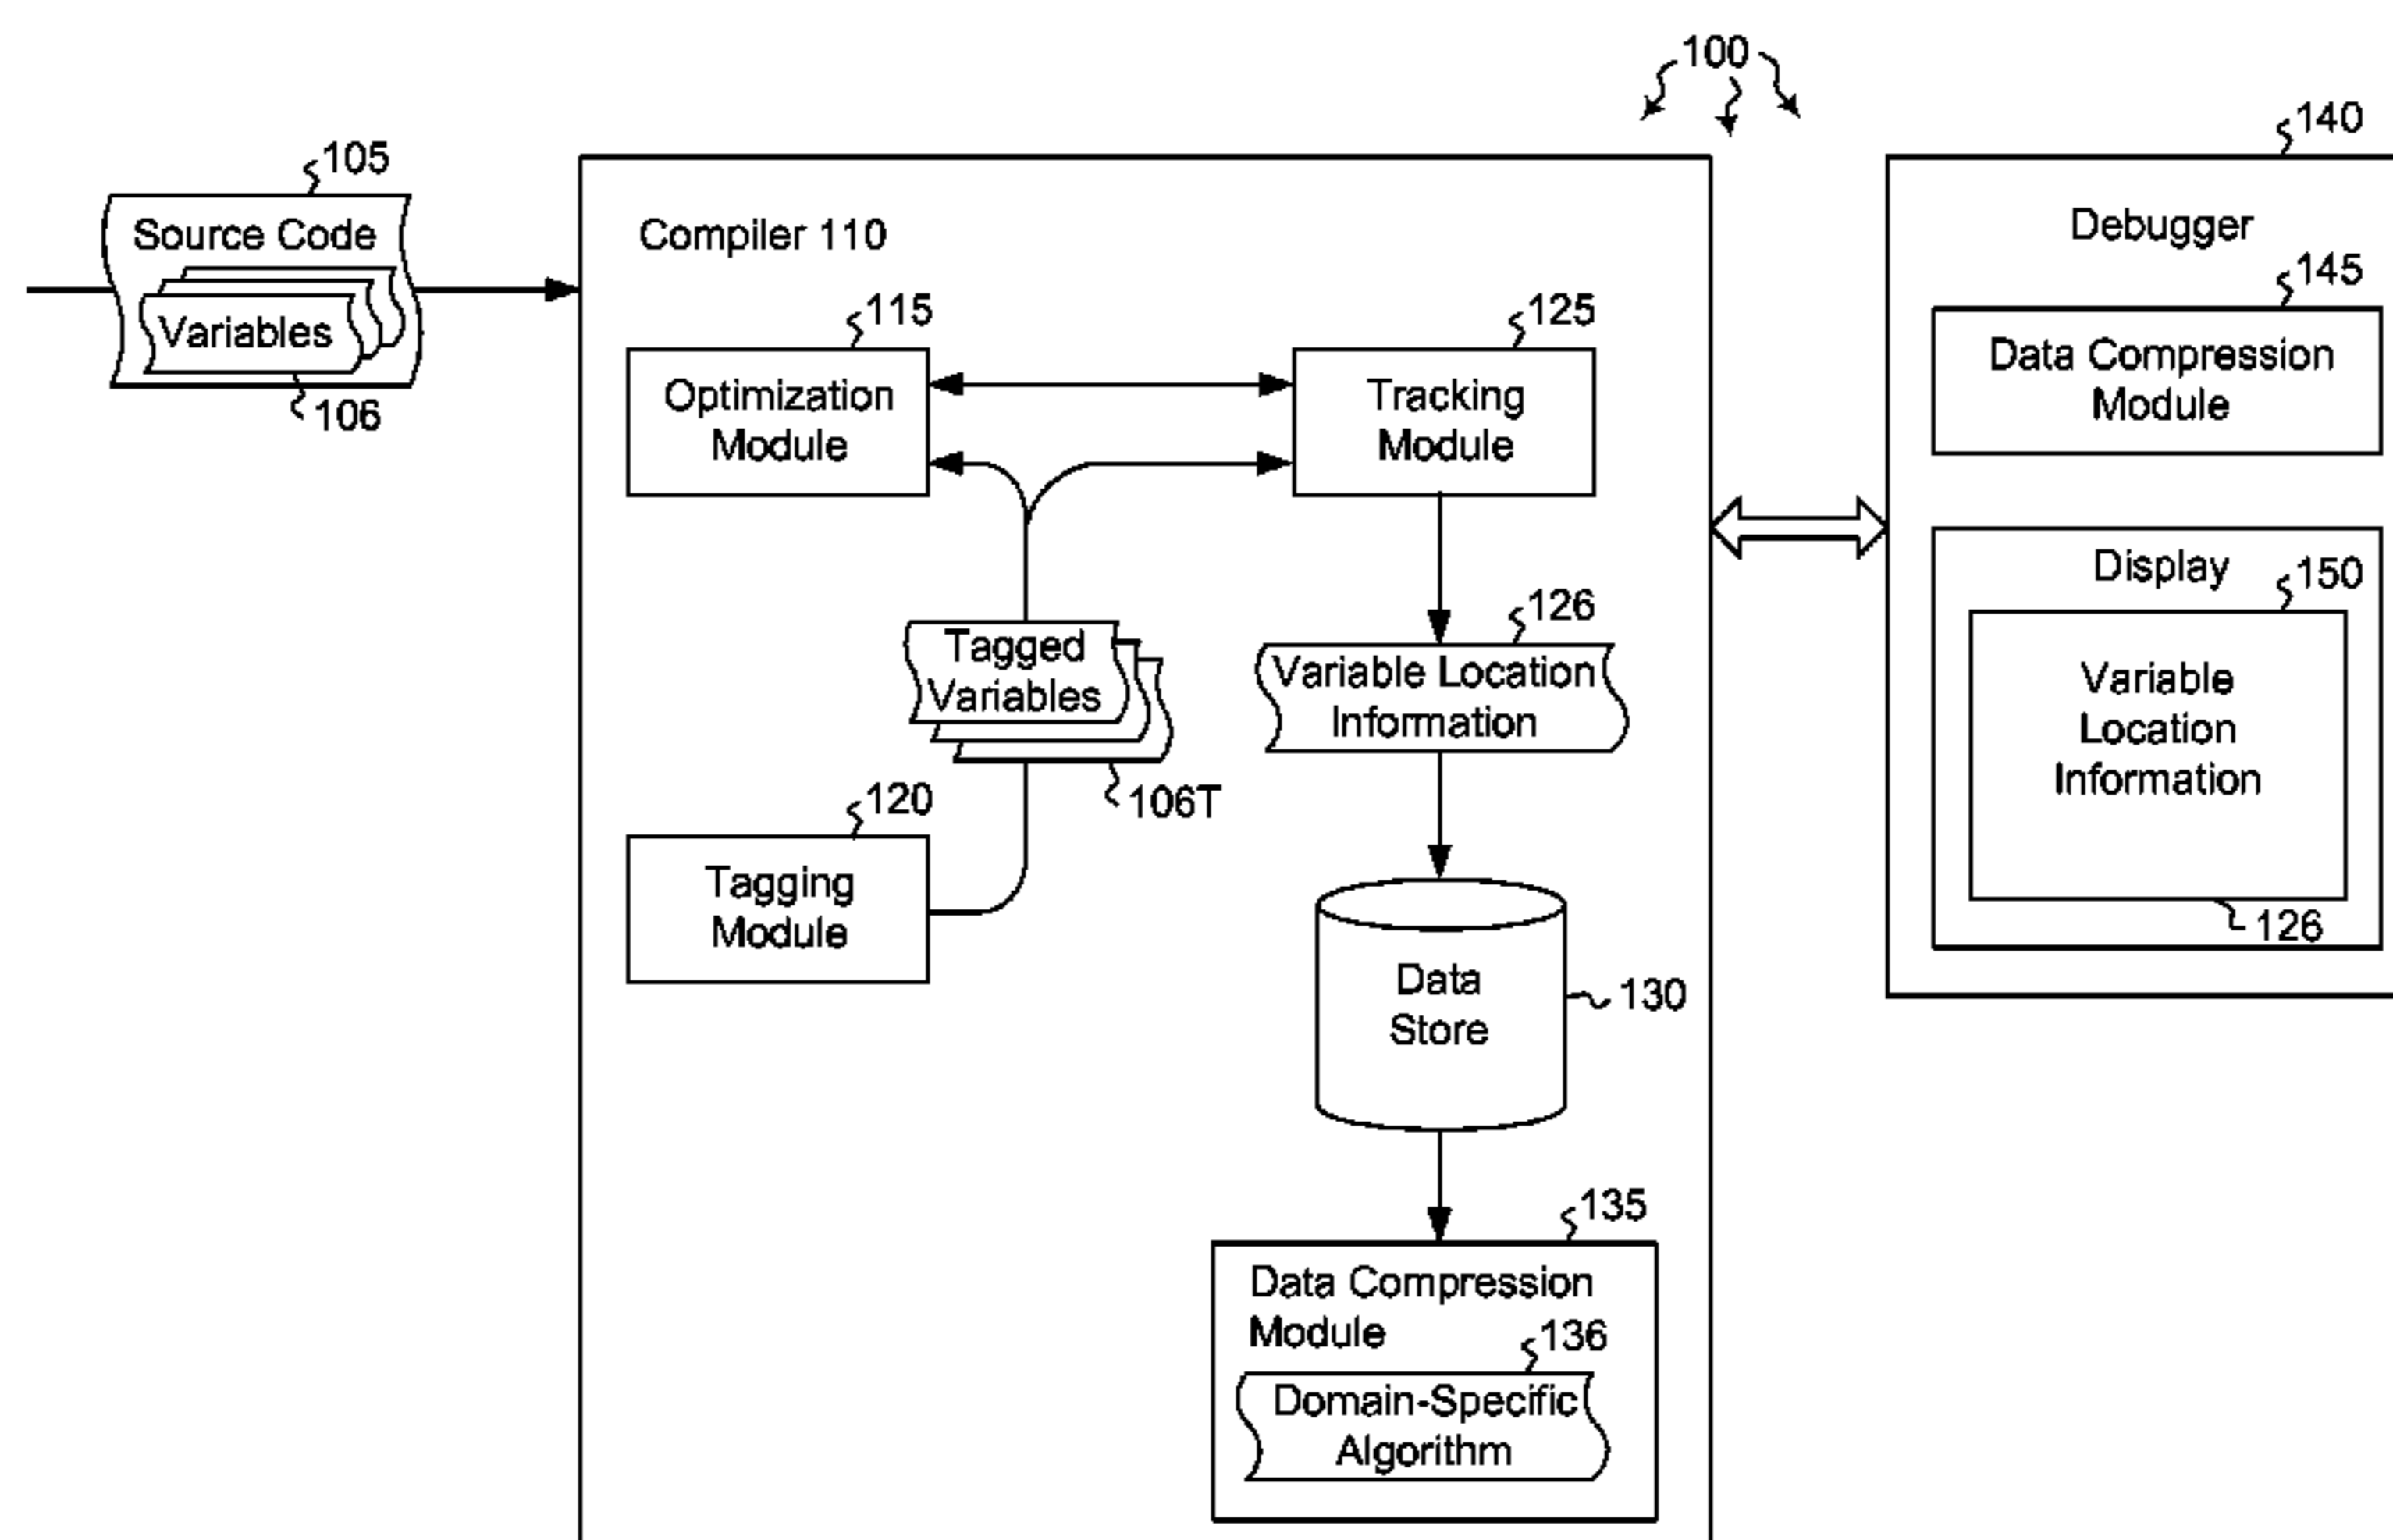 100
105
Source Code
Variables
106
Compiler 110
115
Optimization
Module
125
Tracking
Module
Tagged
Variables
106T
126
Variable Location
Information
120
Tagging
Module
Data
Store
130
135
Data Compression
Module
136
Domain-Specific
Algorithm
140
Debugger
145
Data Compression
Module
Display
150
Variable
Location
Information
126